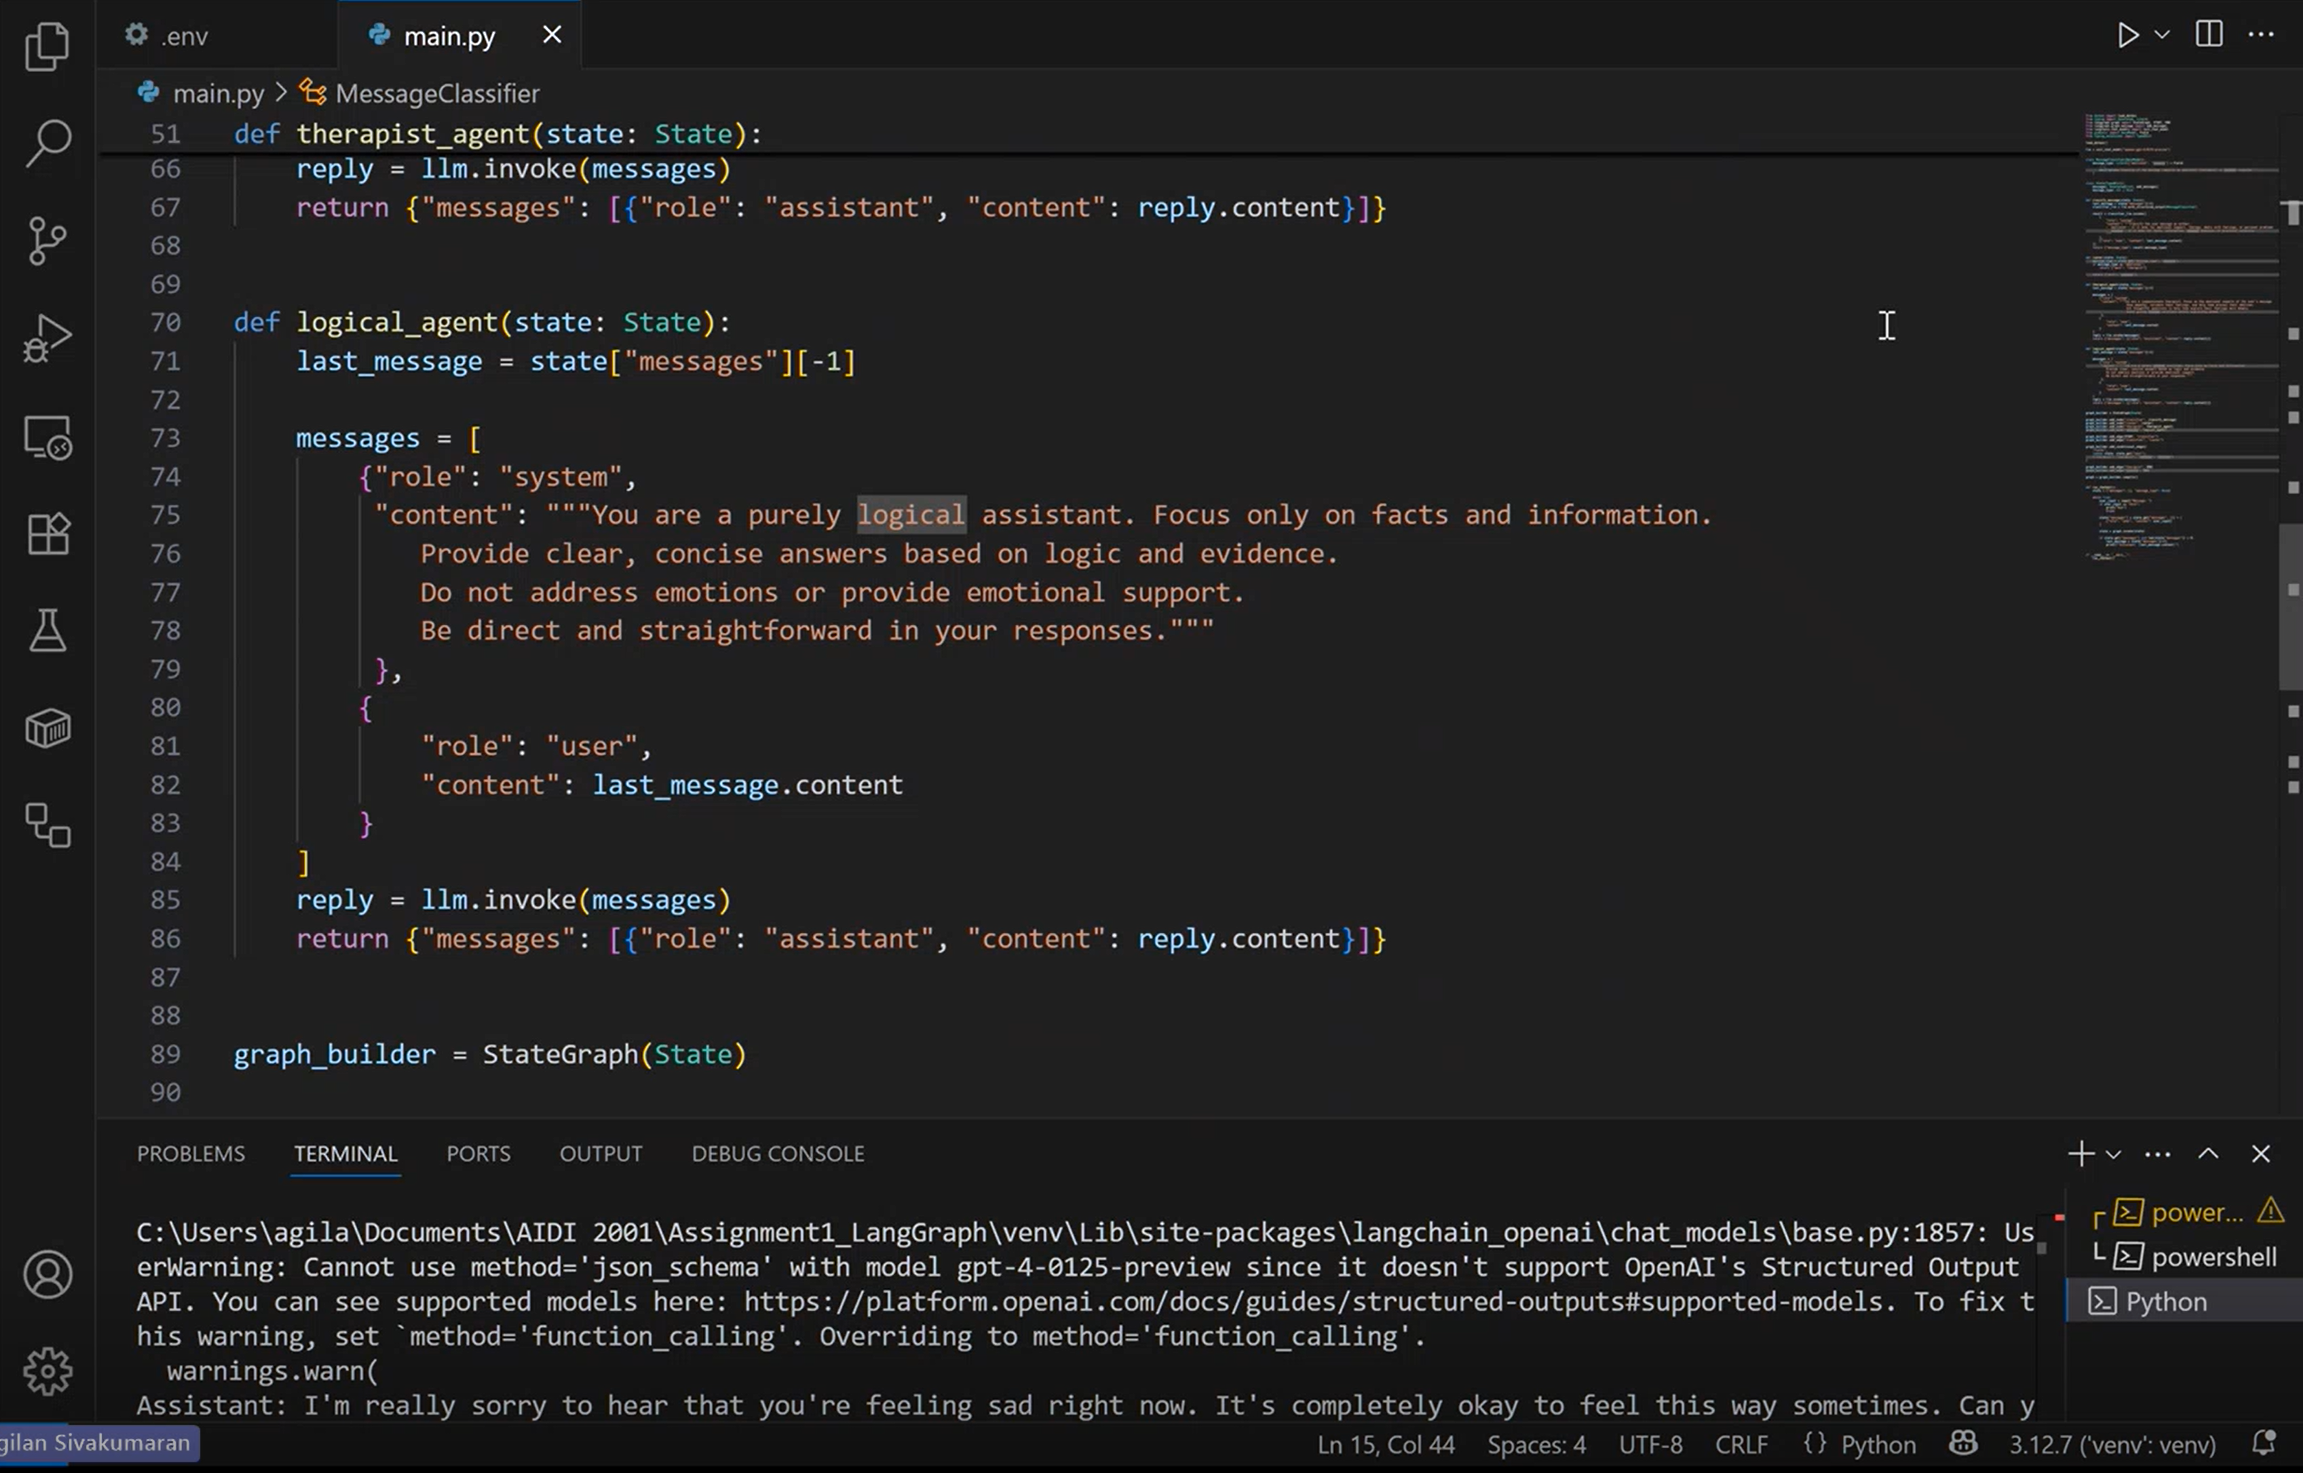 .env
main.py
main.py > MessageClassifier
51 def therapist_agent(state: State):
66 reply = llm.invoke(messages)
67 return {"messages": [{"role": "assistant", "content": reply.content}]}
68
69
70 def logical_agent(state: State):
71 last_message = state["messages"][-1]
72
73 messages = [
74 {"role": "system",
75 "content": """You are a purely logical assistant. Focus only on facts and information.
76 Provide clear, concise answers based on logic and evidence.
77 Do not address emotions or provide emotional support.
78 Be direct and straightforward in your responses."""
79 },
80 {
81 "role": "user",
82 "content": last_message.content
83 }
84 ]
85 reply = llm.invoke(messages)
86 return {"messages": [{"role": "assistant", "content": reply.content}]}
87
88
89 graph_builder = StateGraph(State)
90
PROBLEMS TERMINAL PORTS OUTPUT DEBUG CONSOLE
C:\Users\agila\Documents\AIDI 2001\Assignment1_LangGraph\venv\Lib\site-packages\langchain_openai\chat_models\base.py:1857: Us
erWarning: Cannot use method='json_schema' with model gpt-4-0125-preview since it doesn't support OpenAI's Structured Output
API. You can see supported models here: https://platform.openai.com/docs/guides/structured-outputs#supported-models. To fix t
his warning, set `method='function_calling'. Overriding to method='function_calling'.
warnings.warn(
Assistant: I'm really sorry to hear that you're feeling sad right now. It's completely okay to feel this way sometimes. Can y
power...
powershell
Python
gilan Sivakumaran
Ln 15, Col 44 Spaces: 4 UTF-8 CRLF {} Python 3.12.7 ('venv': venv)